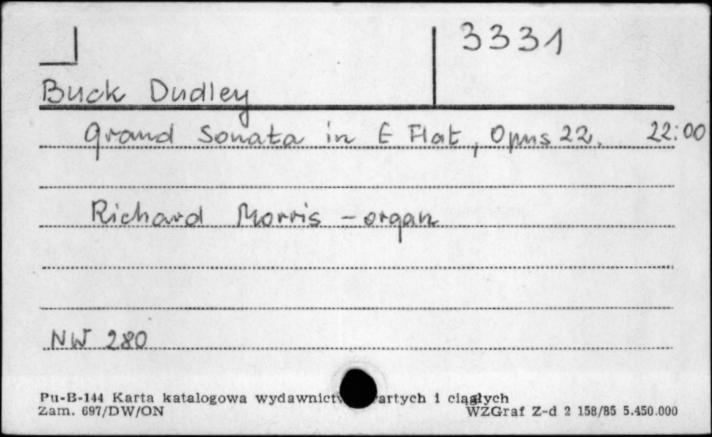 3331
Buck Dudley
Grand Sonata in E Flat, Opus 22. 22:00
Richard Morris - organ
NW 280
Pu-B-144 Karta katalogowa wydawnictw artych i ciągłych
Zam. 697/DW/ON WZGraf Z-d 2 158/85 5.450.000